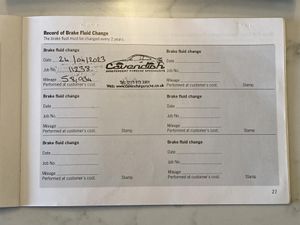 Record of Brake Fluid Change
The brake fluid must be changed every 2 years.
Brake fluid change
Date 24/04/2023
Job No.
Mileage
Performed at customer's cost. Stamp
Cavendish
INDEPENDENT PORSCHE SPECIALISTS
Brake fluid change
Date
Job No.
Mileage
Performed at customer's cost. Stamp
Brake fluid change
Date
Job No.
Mileage
Performed at customer's cost. Stamp
Brake fluid change
Date
Job No.
Mileage
Performed at customer's cost. Stamp
Brake fluid change
Date
Job No.
Mileage
Performed at customer's cost. Stamp
Brake fluid change
Date
Job No.
Mileage
Performed at customer's cost. Stamp
27